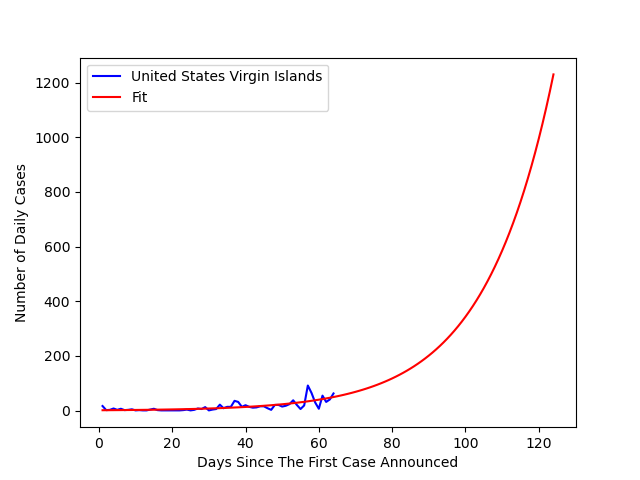 United States Virgin Islands
Fit
1200
1000
800
600
400
200
0
Number of Daily Cases
0 20 40 60 80 100 120
Days Since The First Case Announced